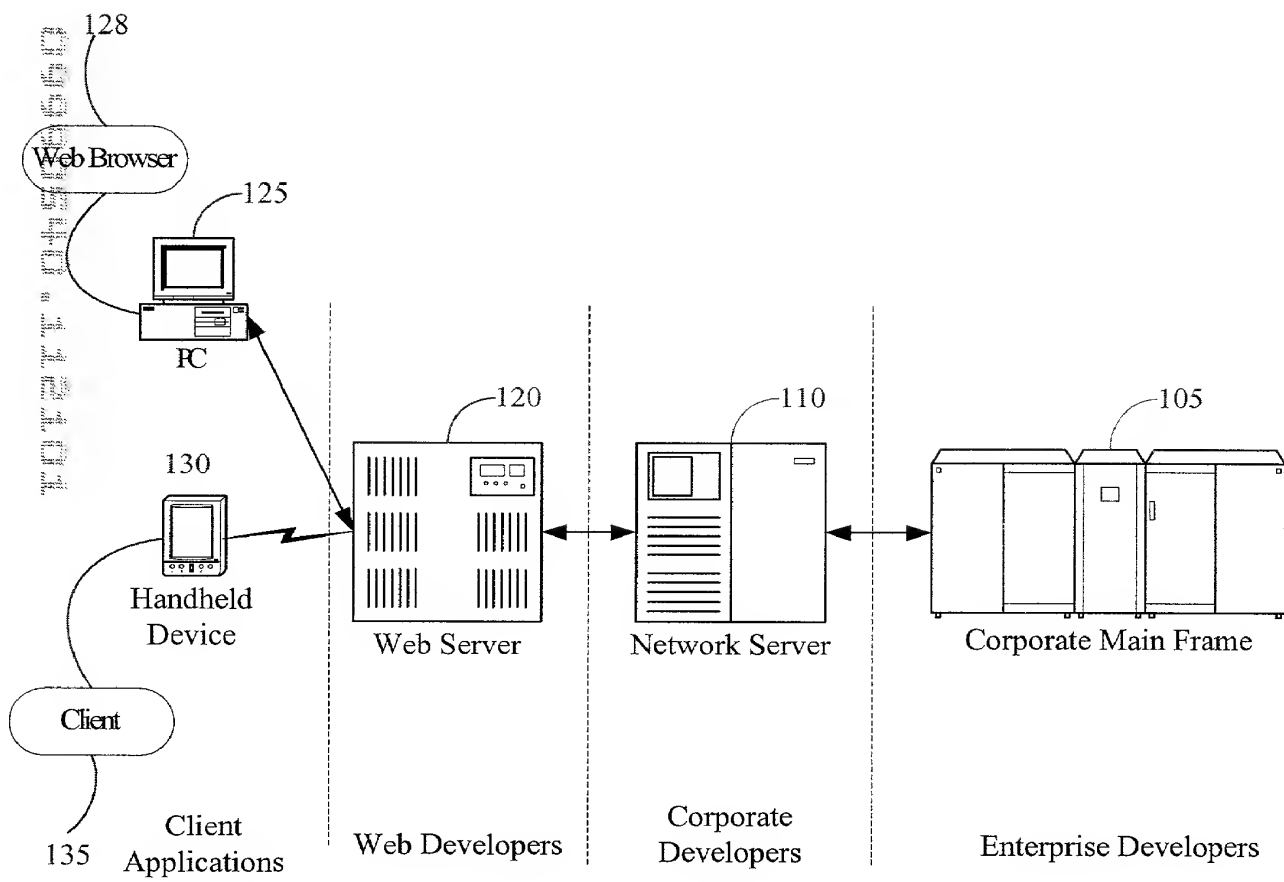 128
Web Browser
125
PC
120
110
105
130
Handheld
Device
Web Server
Network Server
Corporate Main Frame
Client
135
Client
Applications
Web Developers
Corporate
Developers
Enterprise Developers